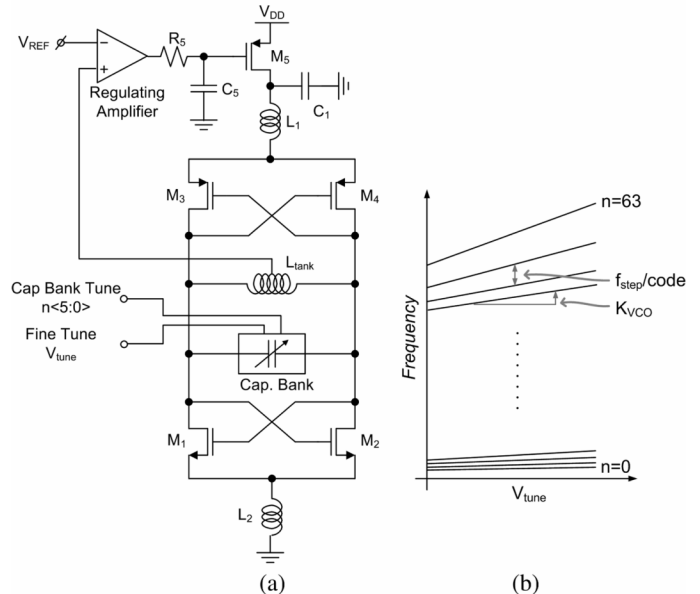 V_DD
V_REF
−
+
R_5
M_5
Regulating
Amplifier
C_5
C_1
L_1
M_3
M_4
L_tank
Cap Bank Tune
n<5:0>
Fine Tune
V_tune
Cap. Bank
M_1
M_2
L_2
(a)
Frequency
n=63
f_step/code
K_VCO
n=0
V_tune
(b)